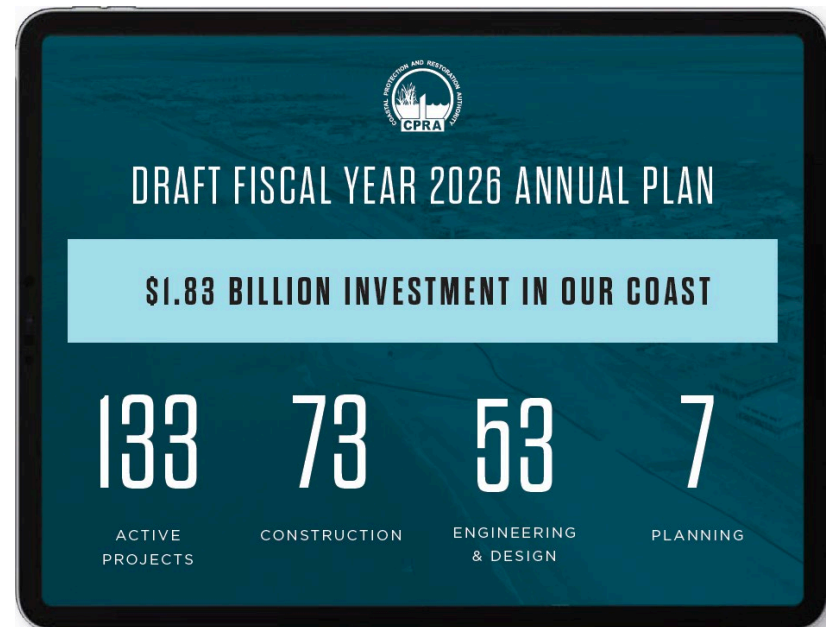 COASTAL PROTECTION AND RESTORATION AUTHORITY
CPRA
DRAFT FISCAL YEAR 2026 ANNUAL PLAN
$1.83 BILLION INVESTMENT IN OUR COAST
133
ACTIVE
PROJECTS
73
CONSTRUCTION
53
ENGINEERING
& DESIGN
7
PLANNING